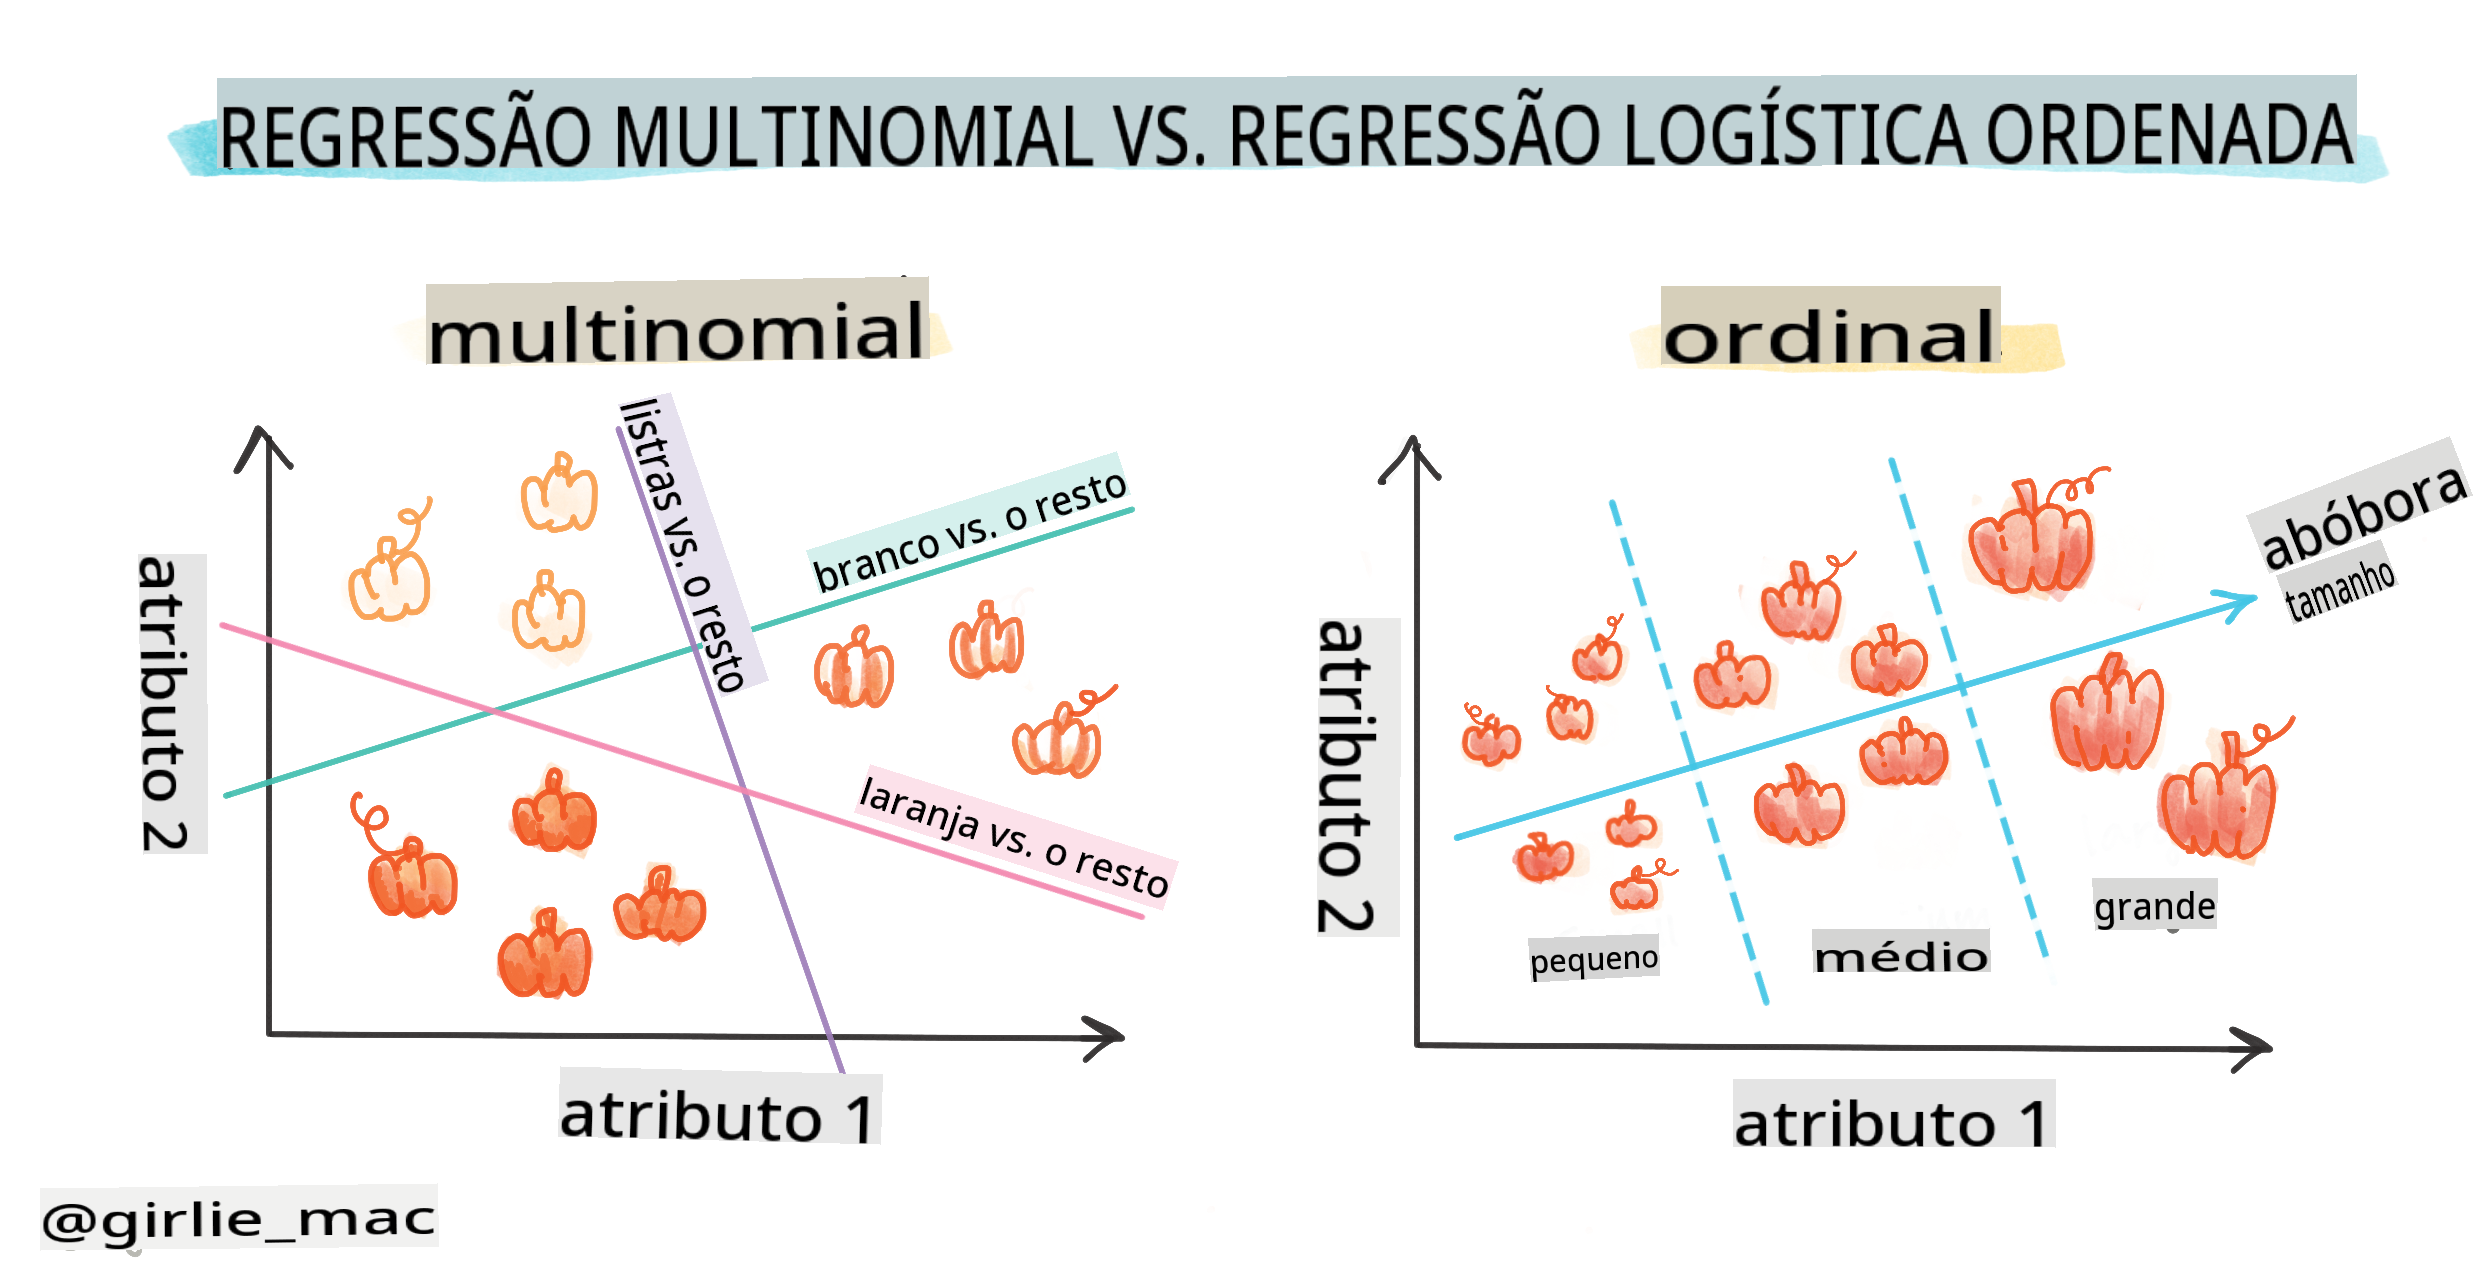 REGRESSÃO MULTINOMIAL VS. REGRESSÃO LOGÍSTICA ORDENADA
multinomial
ordinal
listras vs. o resto
branco vs. o resto
laranja vs. o resto
atributo 2
atributo 1
abóbora
tamanho
atributo 2
pequeno
médio
grande
atributo 1
@girlie_mac